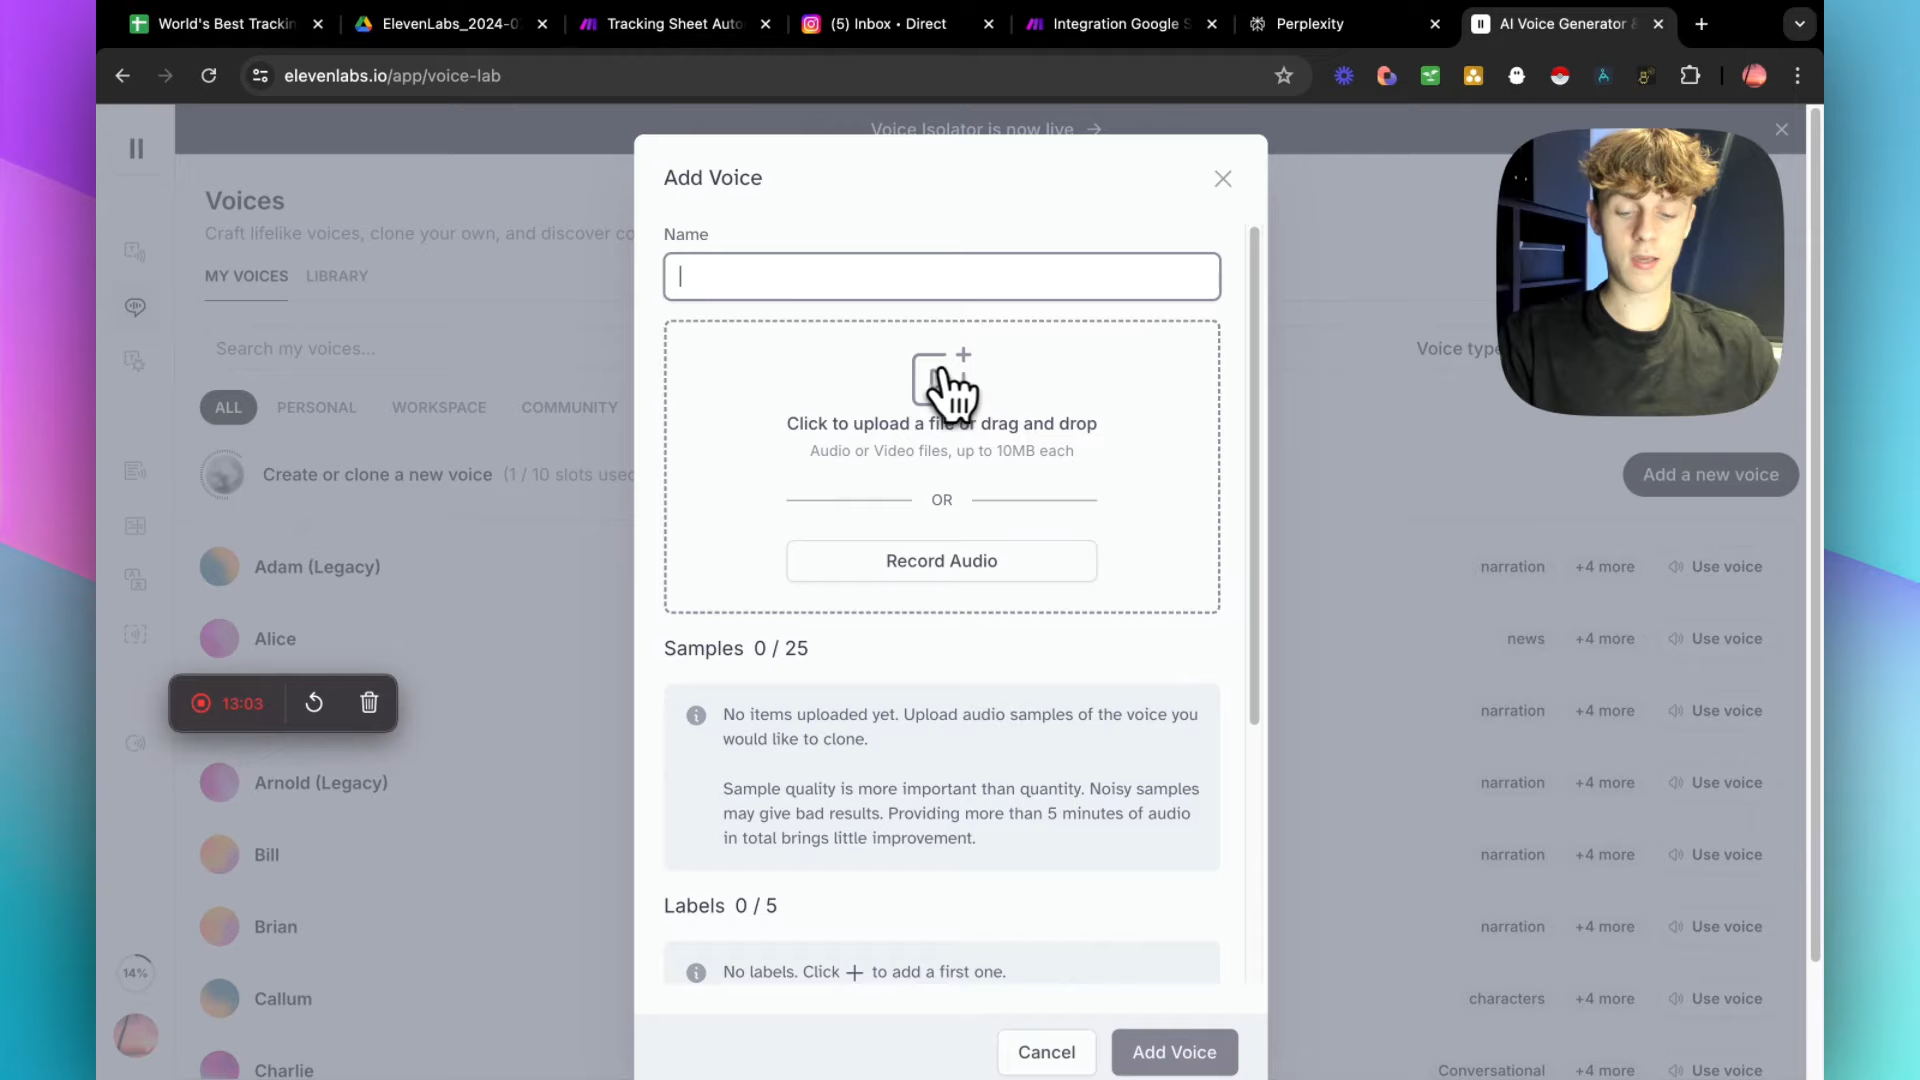 World's Best Trackin
ElevenLabs_2024-0
Tracking Sheet Auto
(5) Inbox • Direct
Integration Google S
Perplexity
AI Voice Generator &
elevenlabs.io/app/voice-lab
Voice Isolator is now live →
Voices
Craft lifelike voices, clone your own, and discover co
MY VOICES
LIBRARY
Search my voices...
Voice type
ALL
PERSONAL
WORKSPACE
COMMUNITY
Create or clone a new voice (1 / 10 slots used
Add a new voice
Adam (Legacy)
narration
+4 more
Use voice
Alice
news
+4 more
Use voice
13:03
narration
+4 more
Use voice
Arnold (Legacy)
narration
+4 more
Use voice
Bill
narration
+4 more
Use voice
Brian
narration
+4 more
Use voice
14%
Callum
characters
+4 more
Use voice
Charlie
Conversational
+4 more
Use voice
Add Voice
Name
Click to upload a file or drag and drop
Audio or Video files, up to 10MB each
OR
Record Audio
Samples 0 / 25
No items uploaded yet. Upload audio samples of the voice you
would like to clone.
Sample quality is more important than quantity. Noisy samples
may give bad results. Providing more than 5 minutes of audio
in total brings little improvement.
Labels 0 / 5
No labels. Click + to add a first one.
Cancel
Add Voice